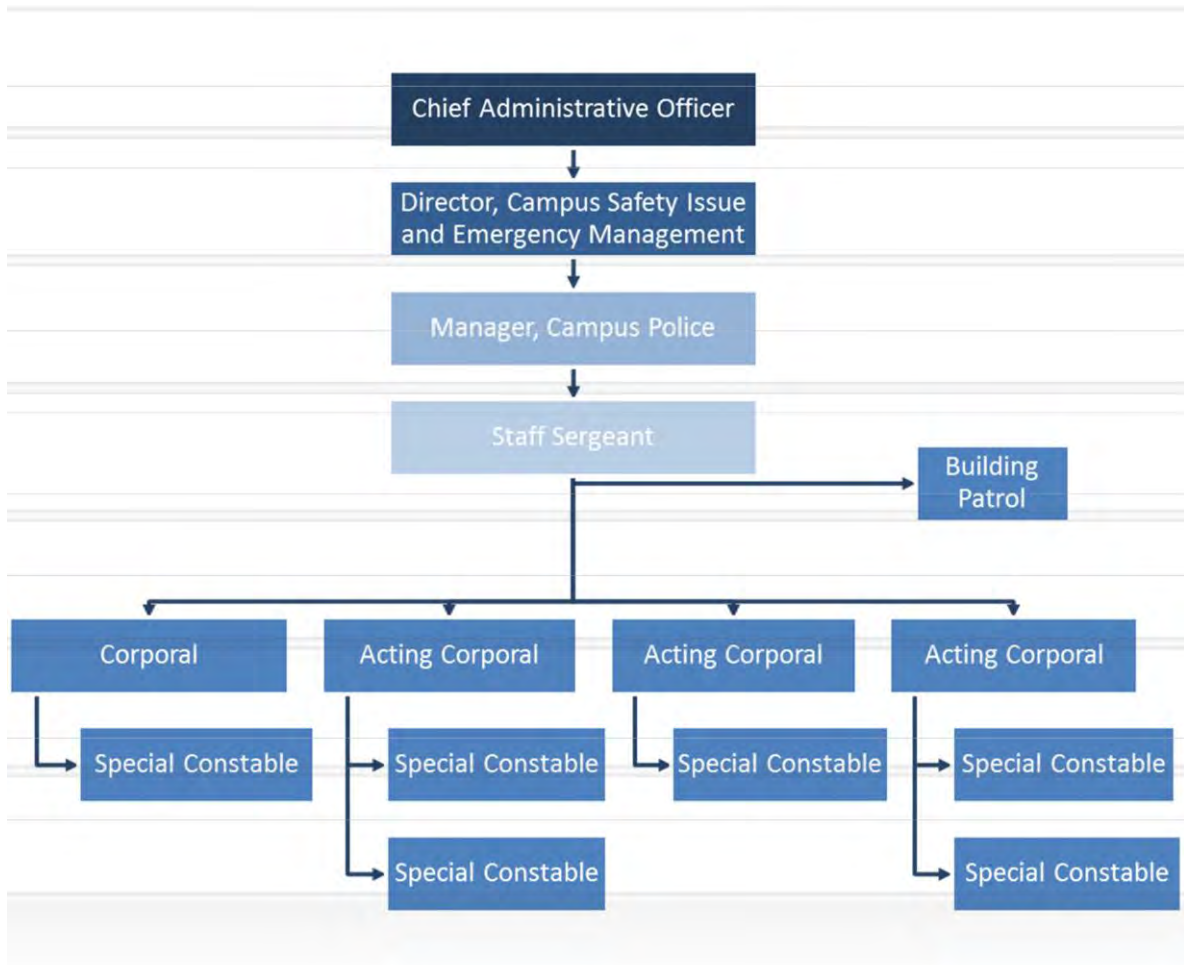 Chief Administrative Officer
Director, Campus Safety Issue
and Emergency Management
Manager, Campus Police
Staff Sergeant
Building
Patrol
Corporal
Acting Corporal
Acting Corporal
Acting Corporal
Special Constable
Special Constable
Special Constable
Special Constable
Special Constable
Special Constable